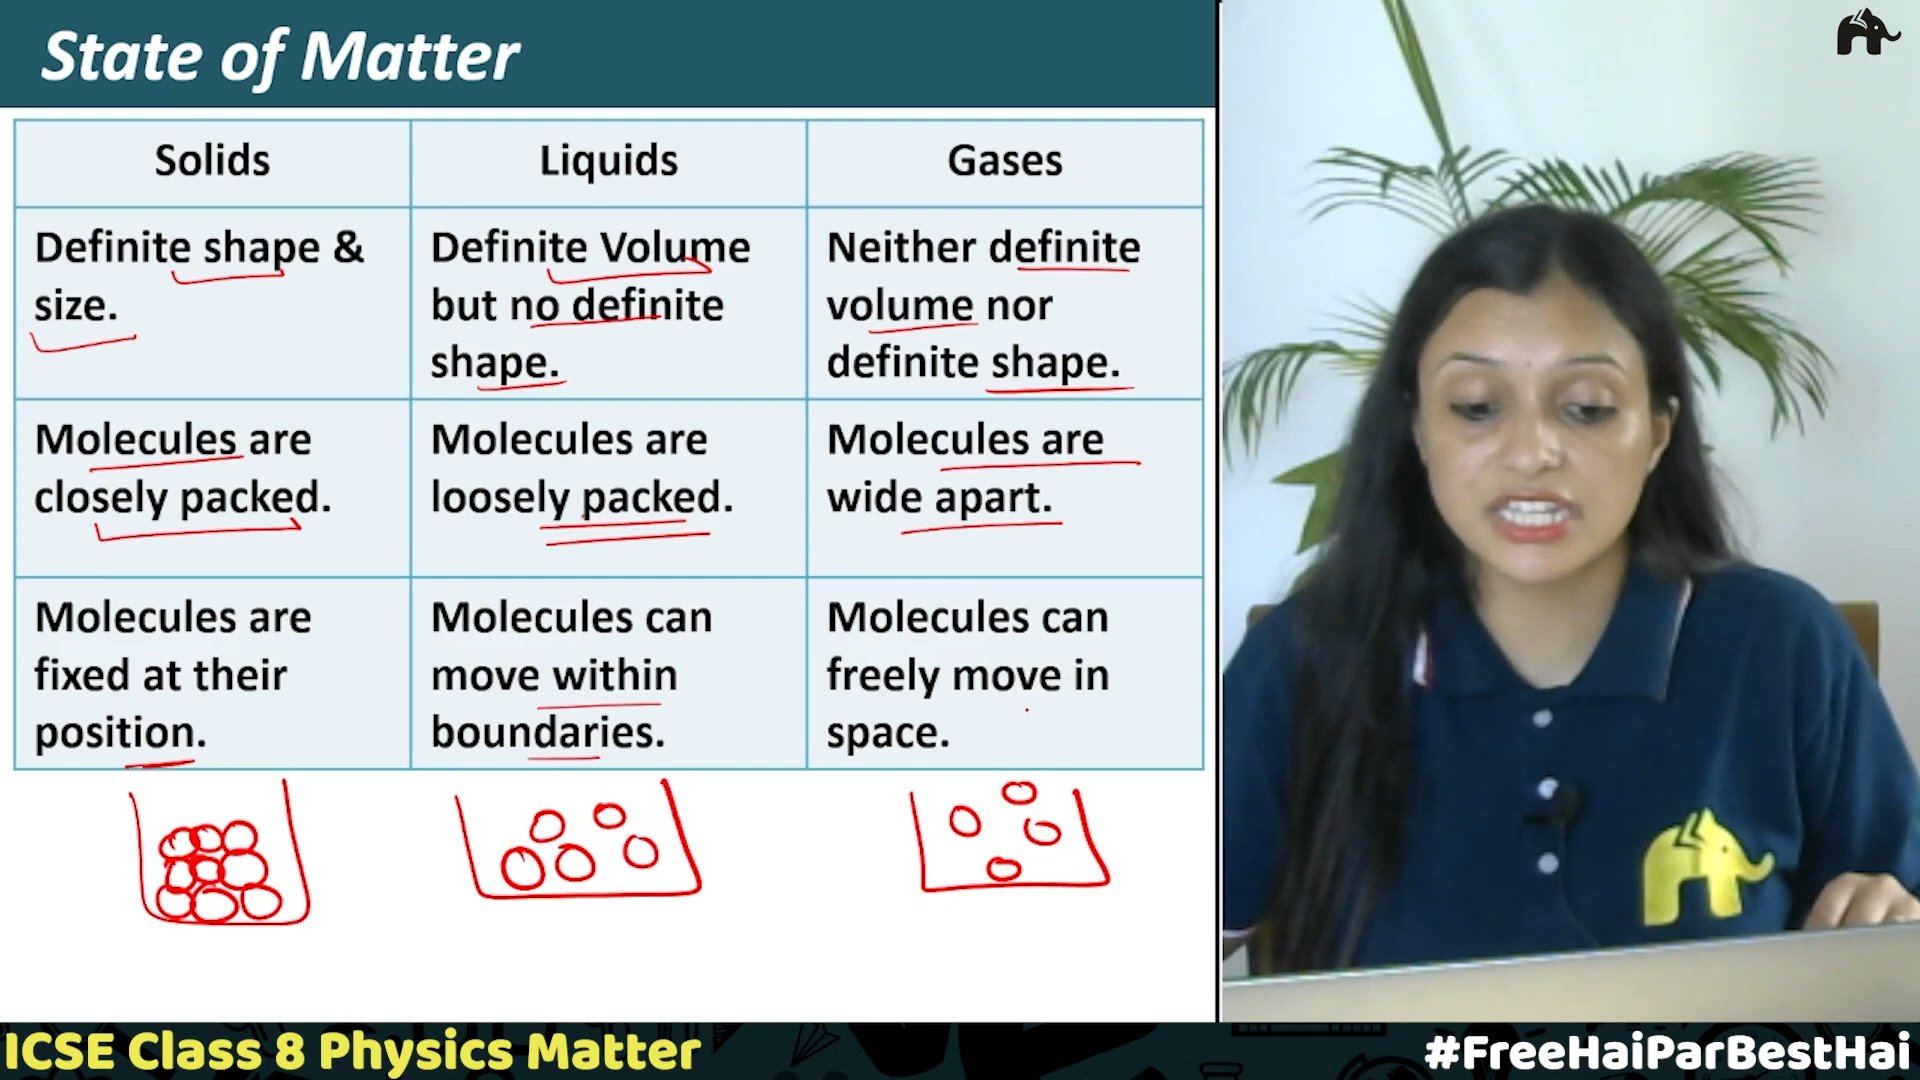 State of Matter
Solids
Liquids
Gases
Definite shape &
size.
Definite Volume
but no definite
shape.
Neither definite
volume nor
definite shape.
Molecules are
closely packed.
Molecules are
loosely packed.
Molecules are
wide apart.
Molecules are
fixed at their
position.
Molecules can
move within
boundaries.
Molecules can
freely move in
space.
ICSE Class 8 Physics Matter
#FreeHaiParBestHai